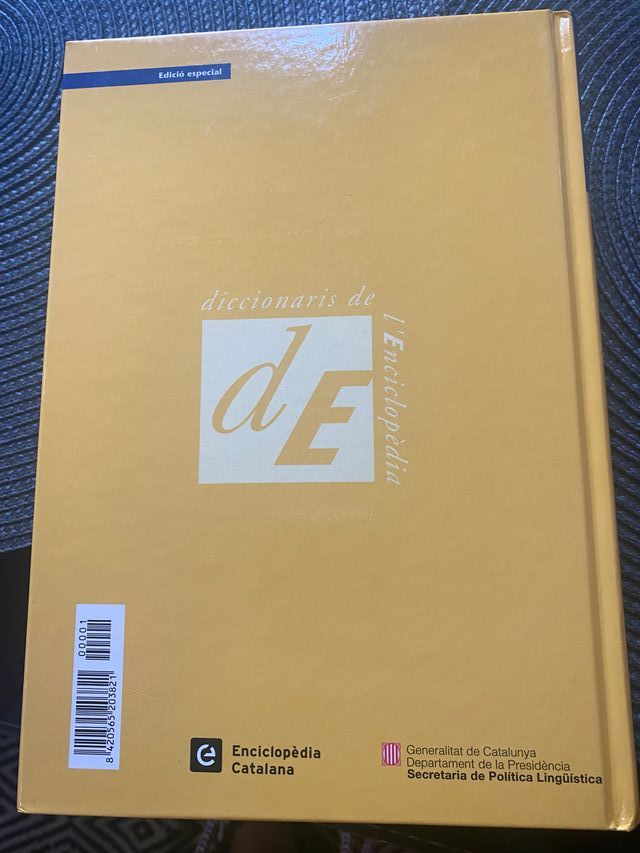 Edició especial
diccionaris de
l'Enciclopèdia
dE
00001
8 420565 203821
e
Enciclopèdia
Catalana
Generalitat de Catalunya
Departament de la Presidència
Secretaria de Política Lingüística